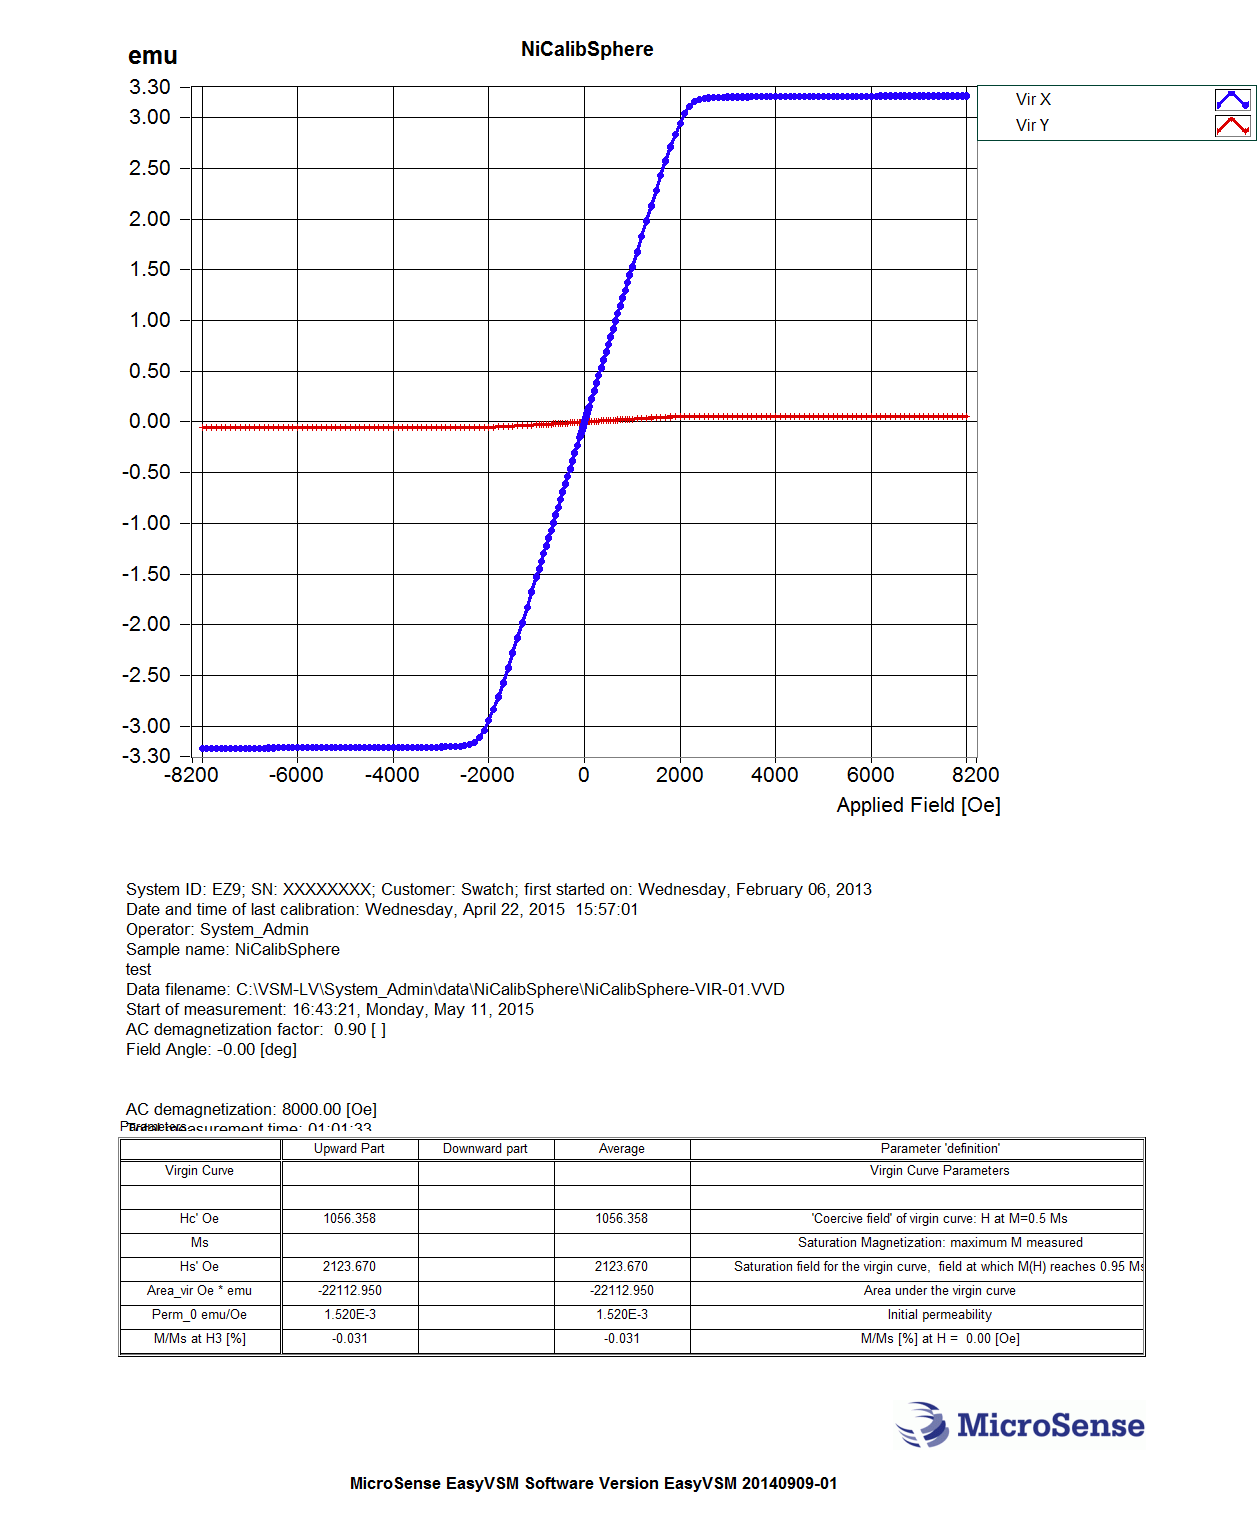 NiCalibSphere
emu
3.30
3.00
2.50
2.00
1.50
1.00
0.50
0.00
-0.50
-1.00
-1.50
-2.00
-2.50
-3.00
-3.30
-8200 -6000 -4000 -2000 0 2000 4000 6000 8200
Applied Field [Oe]
Vir X
Vir Y
System ID: EZ9; SN: XXXXXXXX; Customer: Swatch; first started on: Wednesday, February 06, 2013
Date and time of last calibration: Wednesday, April 22, 2015 15:57:01
Operator: System_Admin
Sample name: NiCalibSphere
test
Data filename: C:\VSM-LV\System_Admin\data\NiCalibSphere\NiCalibSphere-VIR-01.VVD
Start of measurement: 16:43:21, Monday, May 11, 2015
AC demagnetization factor: 0.90 [ ]
Field Angle: -0.00 [deg]
AC demagnetization: 8000.00 [Oe]
Total measurement time: 01:01:33
Parameters
Upward Part Downward part Average Parameter 'definition'
Virgin Curve Virgin Curve Parameters
Hc' Oe 1056.358 1056.358 'Coercive field' of virgin curve: H at M=0.5 Ms
Ms Saturation Magnetization: maximum M measured
Hs' Oe 2123.670 2123.670 Saturation field for the virgin curve, field at which M(H) reaches 0.95 Ms
Area_vir Oe * emu -22112.950 -22112.950 Area under the virgin curve
Perm_0 emu/Oe 1.520E-3 1.520E-3 Initial permeability
M/Ms at H3 [%] -0.031 -0.031 M/Ms [%] at H = 0.00 [Oe]
MicroSense
MicroSense EasyVSM Software Version EasyVSM 20140909-01